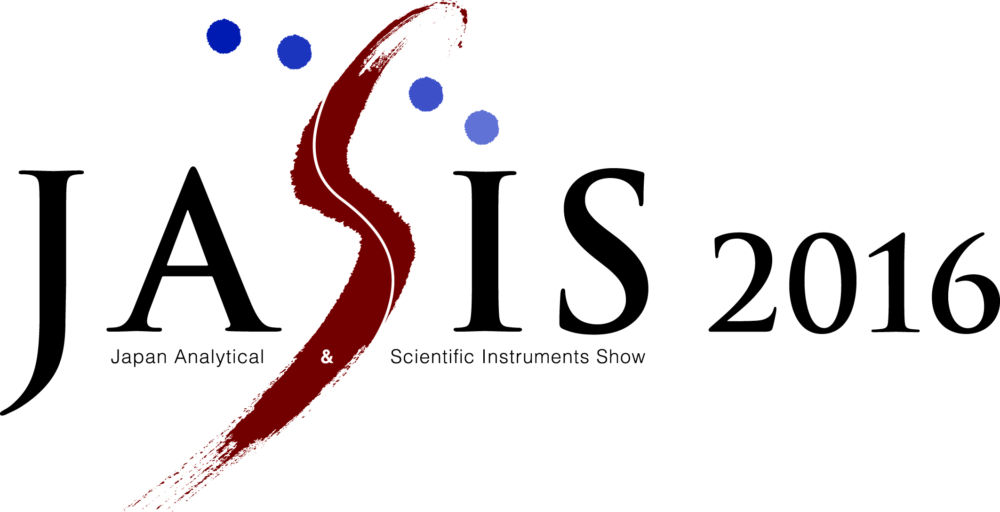 JASIS 2016
Japan Analytical & Scientific Instruments Show